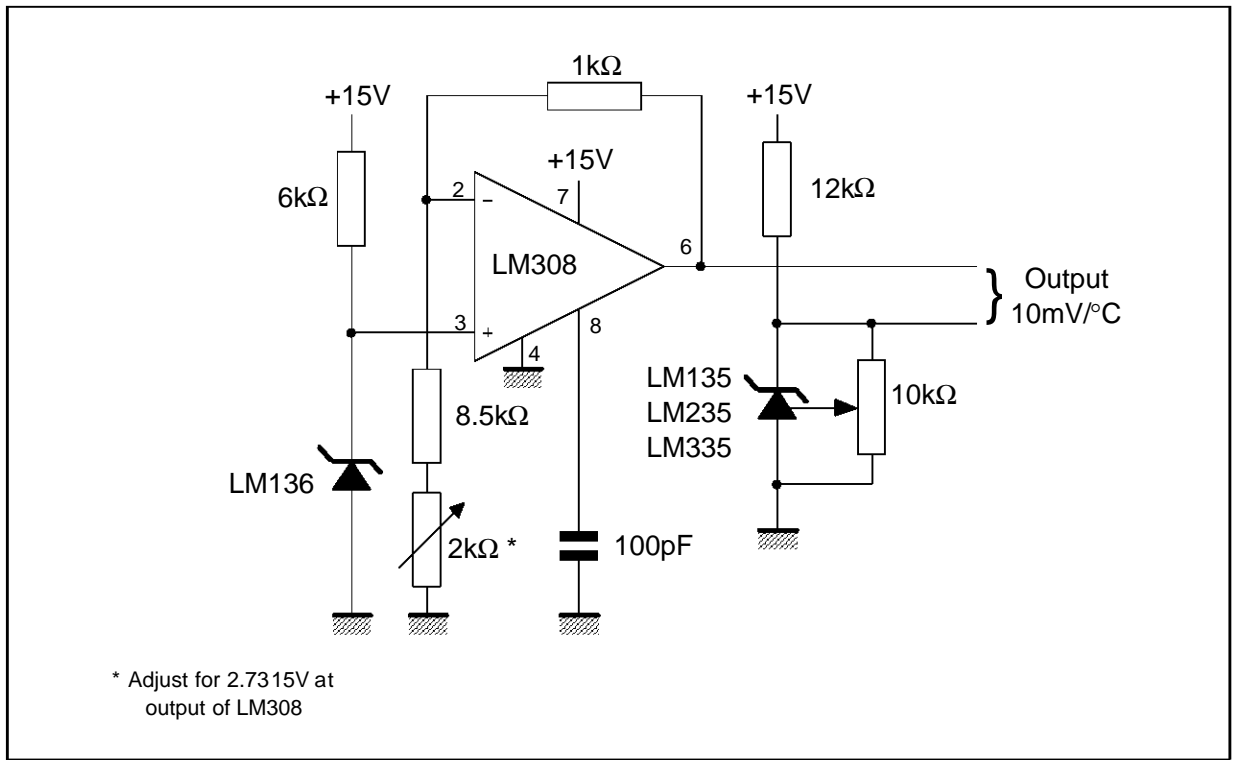 1kΩ
+15V
+15V
+15V
6kΩ
2
−
7
12kΩ
6
LM308
Output
10mV/°C
}
3
+
8
4
LM135
LM235
LM335
10kΩ
8.5kΩ
LM136
2kΩ *
100pF
* Adjust for 2.7315V at
output of LM308